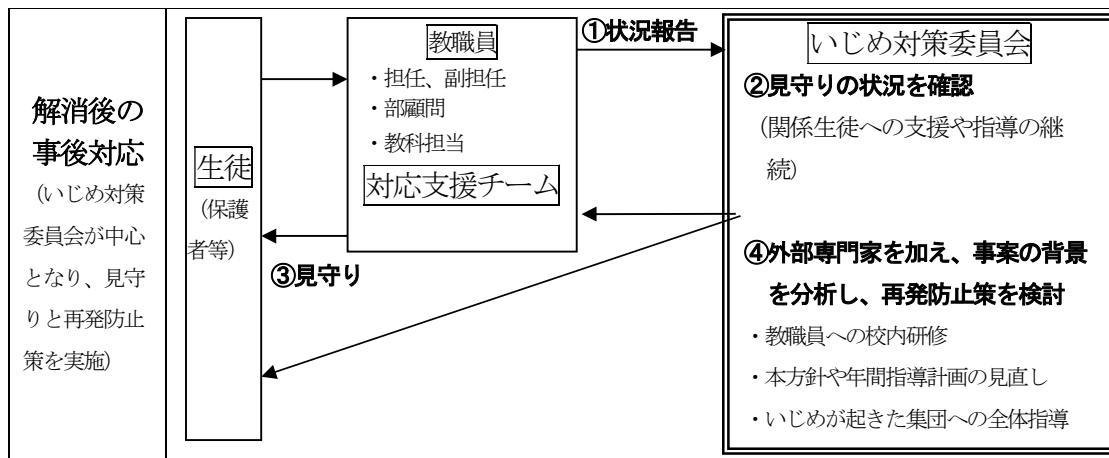 解消後の
事後対応
(いじめ対策
委員会が中心
となり、見守
りと再発防止
策を実施)
生徒
(保護
者等)
教職員
・担任、副担任
・部顧問
・教科担当
対応支援チーム
①状況報告
③見守り
いじめ対策委員会
②見守りの状況を確認
(関係生徒への支援や指導の継
続)
④外部専門家を加え、事案の背景
を分析し、再発防止策を検討
・教職員への校内研修
・本方針や年間指導計画の見直し
・いじめが起きた集団への全体指導